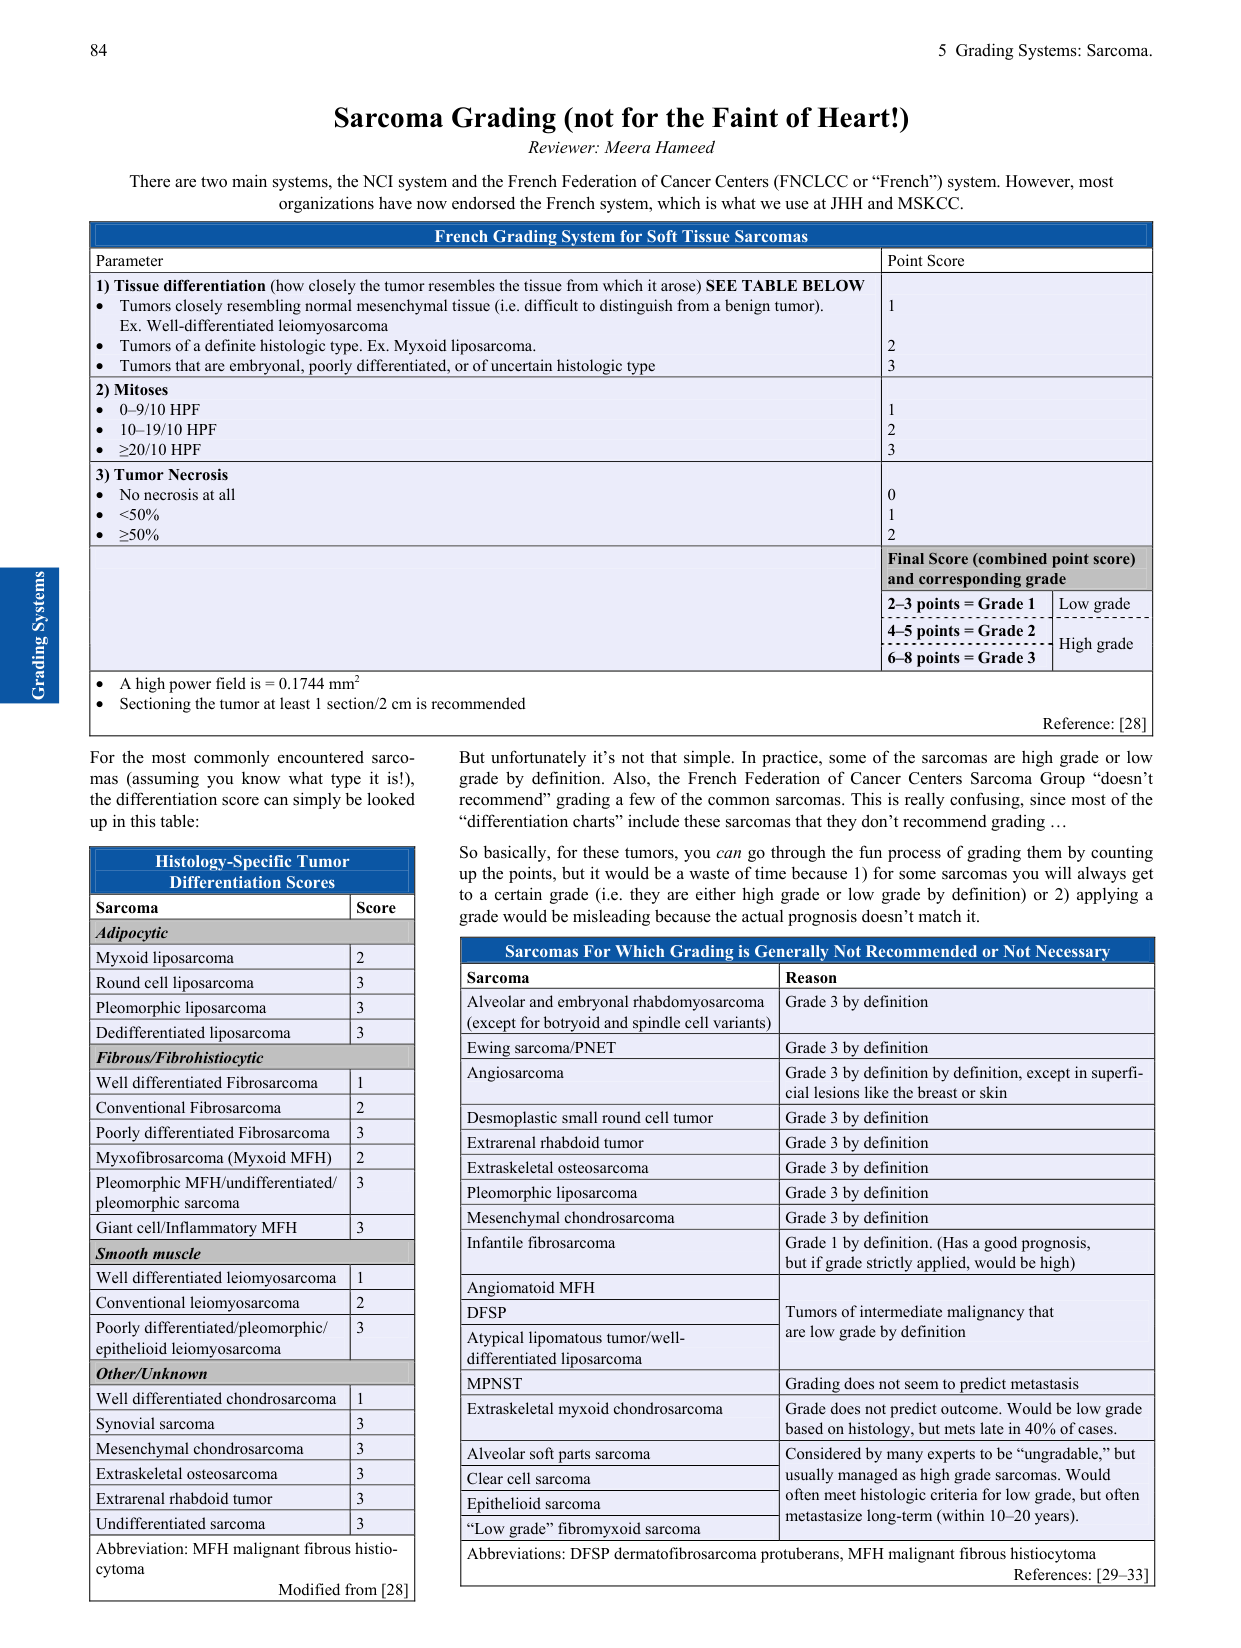 84
5 Grading Systems: Sarcoma.
Sarcoma Grading (not for the Faint of Heart!)
Reviewer: Meera Hameed
There are two main systems, the NCI system and the French Federation of Cancer Centers (FNCLCC or “French”) system. However, most
organizations have now endorsed the French system, which is what we use at JHH and MSKCC.
French Grading System for Soft Tissue Sarcomas
Parameter Point Score
1) Tissue differentiation (how closely the tumor resembles the tissue from which it arose) SEE TABLE BELOW
• Tumors closely resembling normal mesenchymal tissue (i.e. difficult to distinguish from a benign tumor). 1
Ex. Well-differentiated leiomyosarcoma
• Tumors of a definite histologic type. Ex. Myxoid liposarcoma. 2
• Tumors that are embryonal, poorly differentiated, or of uncertain histologic type 3
2) Mitoses
• 0–9/10 HPF 1
• 10–19/10 HPF 2
• ≥20/10 HPF 3
3) Tumor Necrosis
• No necrosis at all 0
• <50% 1
• ≥50% 2
Final Score (combined point score)
and corresponding grade
2–3 points = Grade 1 Low grade
4–5 points = Grade 2
High grade
6–8 points = Grade 3
• A high power field is = 0.1744 mm²
• Sectioning the tumor at least 1 section/2 cm is recommended
Reference: [28]
Grading Systems
For the most commonly encountered sarco-
mas (assuming you know what type it is!),
the differentiation score can simply be looked
up in this table:
Histology-Specific Tumor
Differentiation Scores
Sarcoma Score
Adipocytic
Myxoid liposarcoma 2
Round cell liposarcoma 3
Pleomorphic liposarcoma 3
Dedifferentiated liposarcoma 3
Fibrous/Fibrohistiocytic
Well differentiated Fibrosarcoma 1
Conventional Fibrosarcoma 2
Poorly differentiated Fibrosarcoma 3
Myxofibrosarcoma (Myxoid MFH) 2
Pleomorphic MFH/undifferentiated/ 3
pleomorphic sarcoma
Giant cell/Inflammatory MFH 3
Smooth muscle
Well differentiated leiomyosarcoma 1
Conventional leiomyosarcoma 2
Poorly differentiated/pleomorphic/ 3
epithelioid leiomyosarcoma
Other/Unknown
Well differentiated chondrosarcoma 1
Synovial sarcoma 3
Mesenchymal chondrosarcoma 3
Extraskeletal osteosarcoma 3
Extrarenal rhabdoid tumor 3
Undifferentiated sarcoma 3
Abbreviation: MFH malignant fibrous histio-
cytoma
Modified from [28]
But unfortunately it’s not that simple. In practice, some of the sarcomas are high grade or low
grade by definition. Also, the French Federation of Cancer Centers Sarcoma Group “doesn’t
recommend” grading a few of the common sarcomas. This is really confusing, since most of the
“differentiation charts” include these sarcomas that they don’t recommend grading …
So basically, for these tumors, you can go through the fun process of grading them by counting
up the points, but it would be a waste of time because 1) for some sarcomas you will always get
to a certain grade (i.e. they are either high grade or low grade by definition) or 2) applying a
grade would be misleading because the actual prognosis doesn’t match it.
Sarcomas For Which Grading is Generally Not Recommended or Not Necessary
Sarcoma Reason
Alveolar and embryonal rhabdomyosarcoma Grade 3 by definition
(except for botryoid and spindle cell variants)
Ewing sarcoma/PNET Grade 3 by definition
Angiosarcoma Grade 3 by definition by definition, except in superfi-
cial lesions like the breast or skin
Desmoplastic small round cell tumor Grade 3 by definition
Extrarenal rhabdoid tumor Grade 3 by definition
Extraskeletal osteosarcoma Grade 3 by definition
Pleomorphic liposarcoma Grade 3 by definition
Mesenchymal chondrosarcoma Grade 3 by definition
Infantile fibrosarcoma Grade 1 by definition. (Has a good prognosis,
but if grade strictly applied, would be high)
Angiomatoid MFH
DFSP Tumors of intermediate malignancy that
are low grade by definition
Atypical lipomatous tumor/well-
differentiated liposarcoma
MPNST Grading does not seem to predict metastasis
Extraskeletal myxoid chondrosarcoma Grade does not predict outcome. Would be low grade
based on histology, but mets late in 40% of cases.
Alveolar soft parts sarcoma Considered by many experts to be “ungradable,” but
Clear cell sarcoma usually managed as high grade sarcomas. Would
Epithelioid sarcoma often meet histologic criteria for low grade, but often
metastasize long-term (within 10–20 years).
“Low grade” fibromyxoid sarcoma
Abbreviations: DFSP dermatofibrosarcoma protuberans, MFH malignant fibrous histiocytoma
References: [29–33]